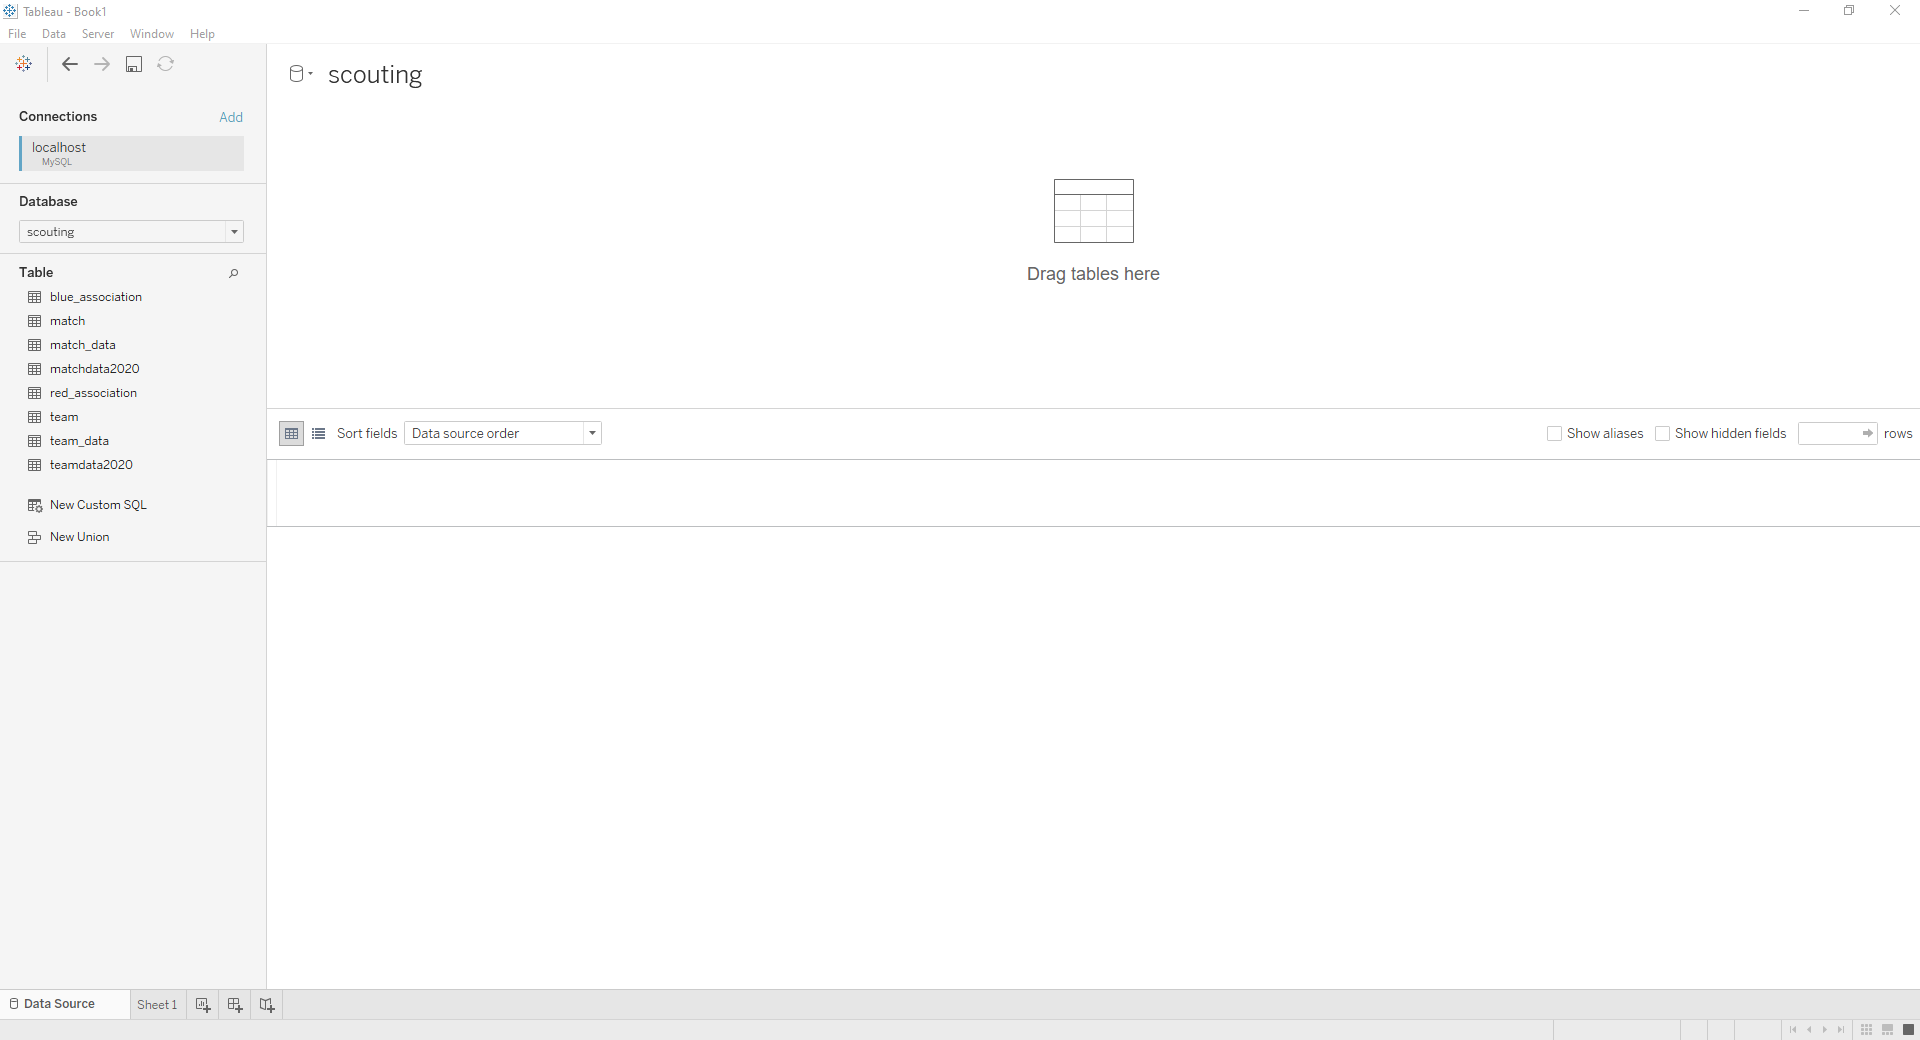 Tableau - Book1
File Data Server Window Help
Connections Add
localhost
MySQL
Database
scouting
Table
blue_association
match
match_data
matchdata2020
red_association
team
team_data
teamdata2020
New Custom SQL
New Union
scouting
Drag tables here
Sort fields Data source order Show aliases Show hidden fields rows
Data Source Sheet 1